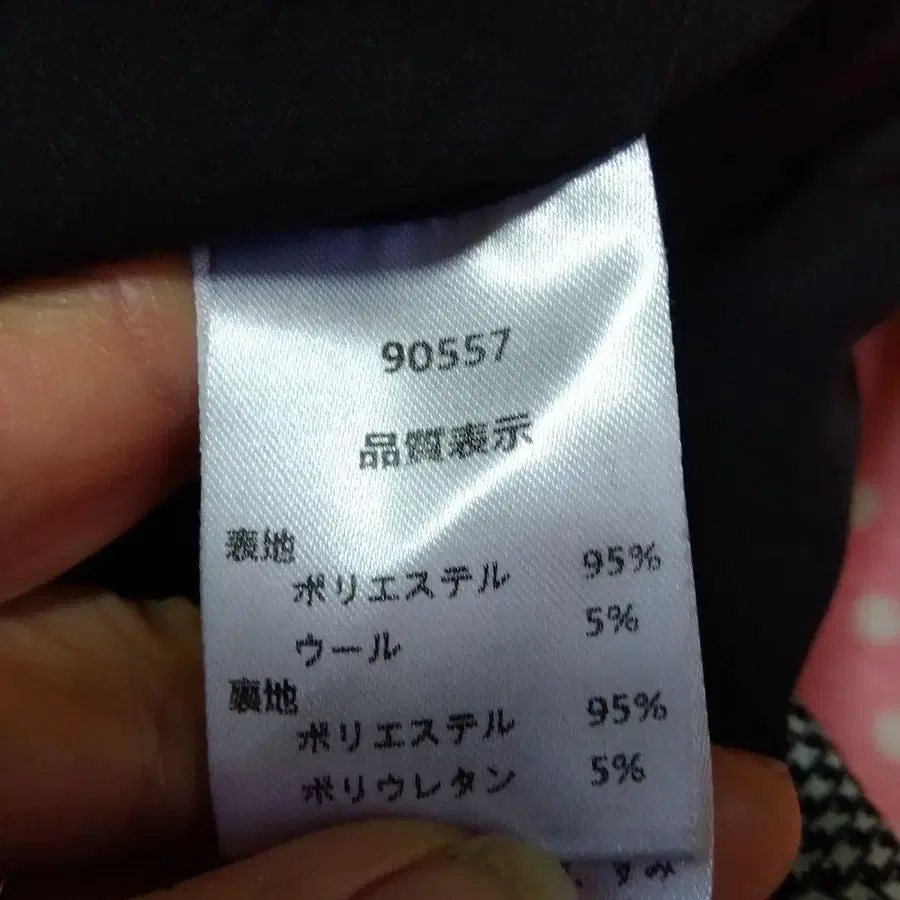 90557
品質表示
表地
ポリエステル 95%
ウール 5%
裏地
ポリエステル 95%
ポリウレタン 5%